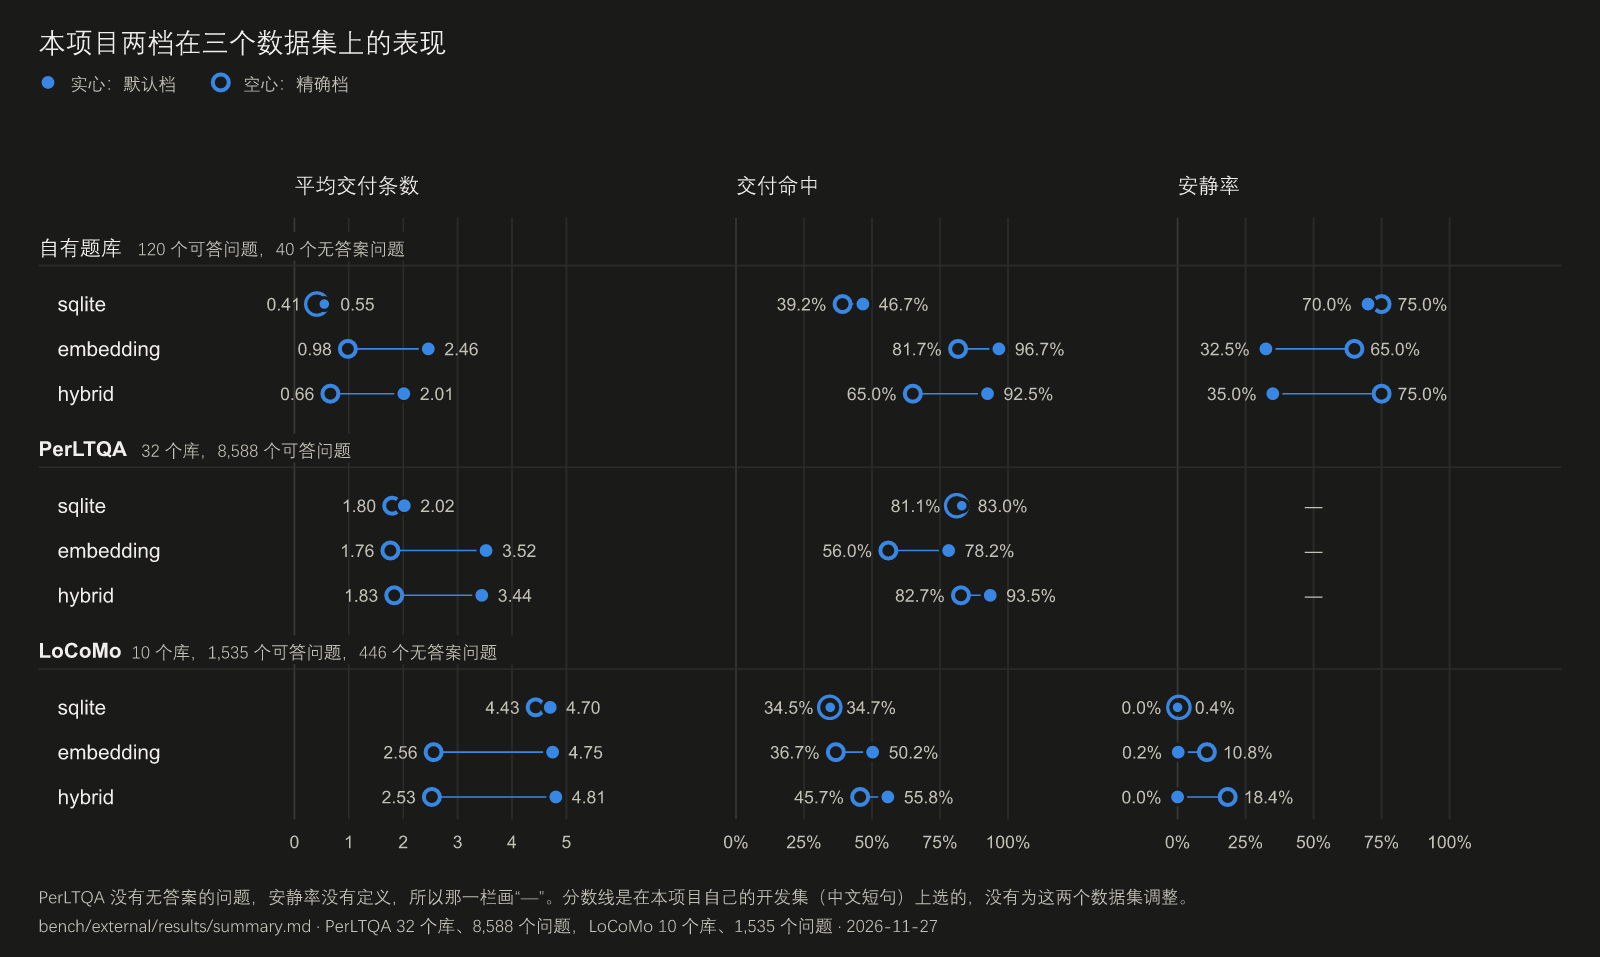 本项目两档在三个数据集上的表现
实心：默认档 空心：精确档
平均交付条数 交付命中 安静率
自有题库 120 个可答问题，40 个无答案问题
sqlite 0.41 0.55 39.2% 46.7% 70.0% 75.0%
embedding 0.98 2.46 81.7% 96.7% 32.5% 65.0%
hybrid 0.66 2.01 65.0% 92.5% 35.0% 75.0%
PerLTQA 32 个库，8,588 个可答问题
sqlite 1.80 2.02 81.1% 83.0% —
embedding 1.76 3.52 56.0% 78.2% —
hybrid 1.83 3.44 82.7% 93.5% —
LoCoMo 10 个库，1,535 个可答问题，446 个无答案问题
sqlite 4.43 4.70 34.5% 34.7% 0.0% 0.4%
embedding 2.56 4.75 36.7% 50.2% 0.2% 10.8%
hybrid 2.53 4.81 45.7% 55.8% 0.0% 18.4%
0 1 2 3 4 5 0% 25% 50% 75% 100% 0% 25% 50% 75% 100%
PerLTQA 没有无答案的问题，安静率没有定义，所以那一栏画“—”。分数线是在本项目自己的开发集（中文短句）上选的，没有为这两个数据集调整。
bench/external/results/summary.md · PerLTQA 32 个库、8,588 个问题，LoCoMo 10 个库、1,535 个问题 · 2026-11-27